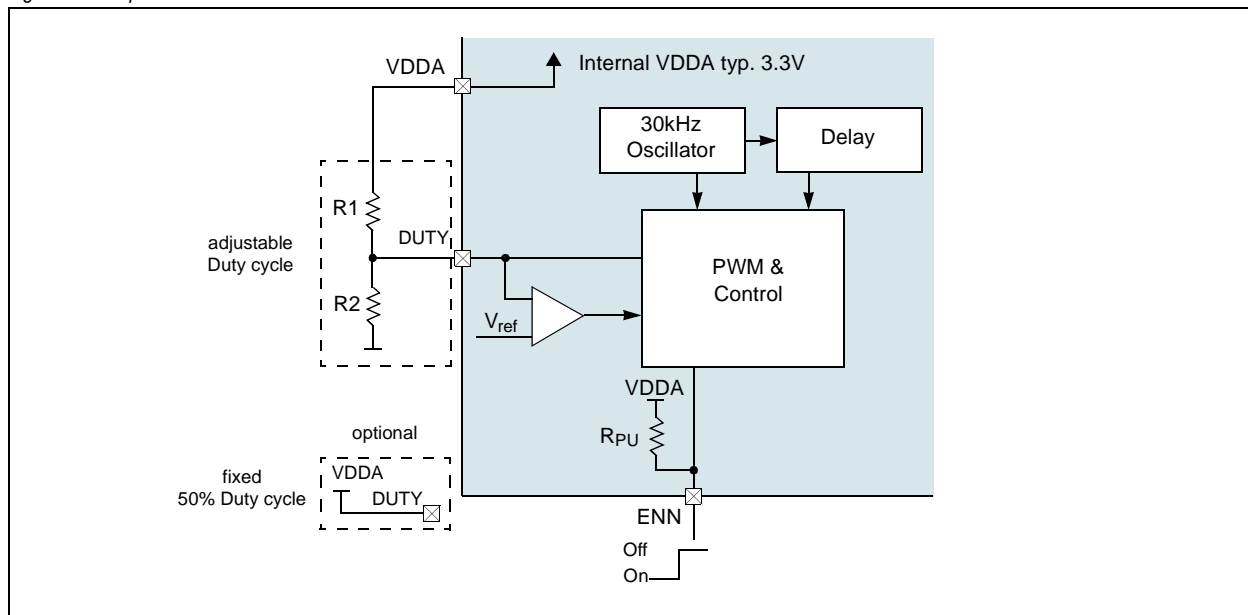 VDDA
Internal VDDA typ. 3.3V
30kHz
Oscillator
Delay
R1
adjustable
Duty cycle
DUTY
R2
PWM &
Control
Vref
VDDA
RPU
optional
fixed
50% Duty cycle
VDDA
DUTY
ENN
Off
On